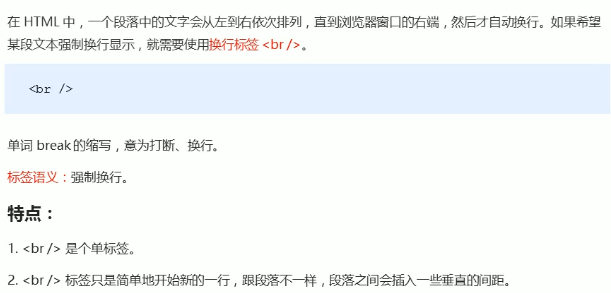 在 HTML 中，一个段落中的文字会从左到右依次排列，直到浏览器窗口的右端，然后才自动换行。如果希望
某段文本强制换行显示，就需要使用换行标签 <br />。
<br />
单词 break 的缩写，意为打断、换行。
标签语义：强制换行。
特点：
1. <br /> 是个单标签。
2. <br /> 标签只是简单地开始新的一行，跟段落不一样，段落之间会插入一些垂直的间距。